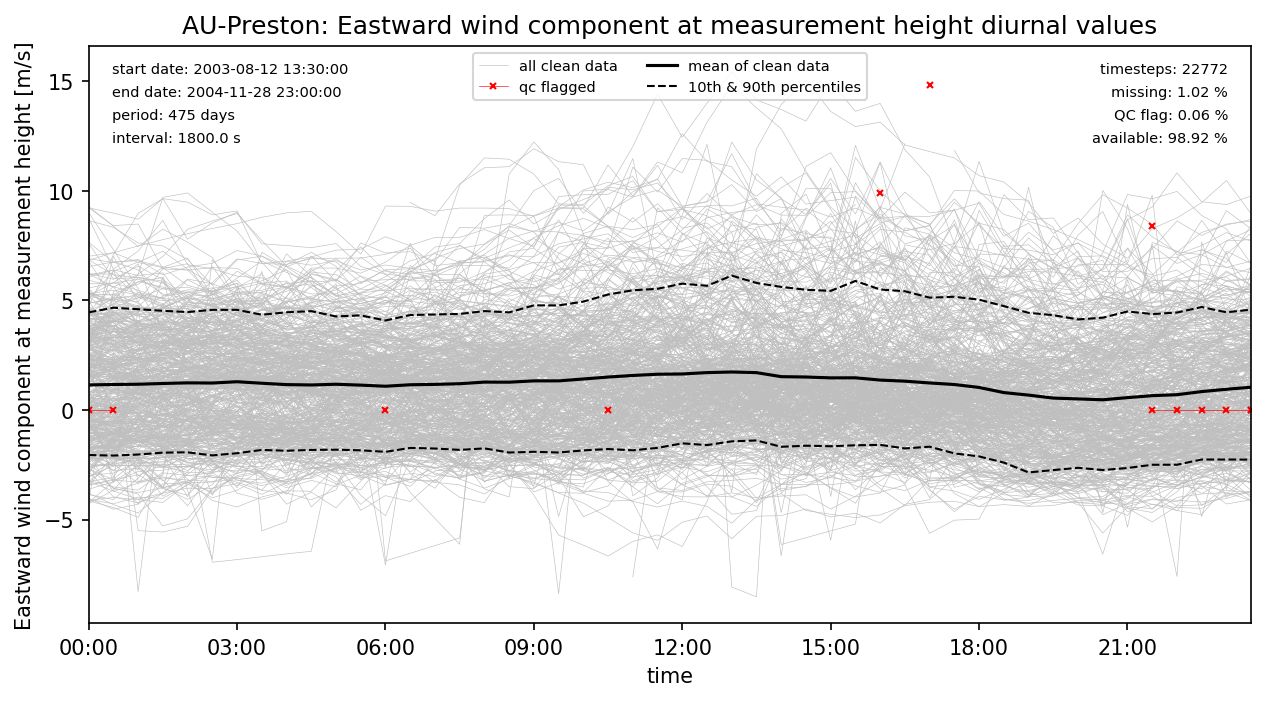 AU-Preston: Eastward wind component at measurement height diurnal values
start date: 2003-08-12 13:30:00
end date: 2004-11-28 23:00:00
period: 475 days
interval: 1800.0 s
all clean data
qc flagged
mean of clean data
10th & 90th percentiles
timesteps: 22772
missing: 1.02 %
QC flag: 0.06 %
available: 98.92 %
Eastward wind component at measurement height [m/s]
15
10
5
0
−5
00:00 03:00 06:00 09:00 12:00 15:00 18:00 21:00
time